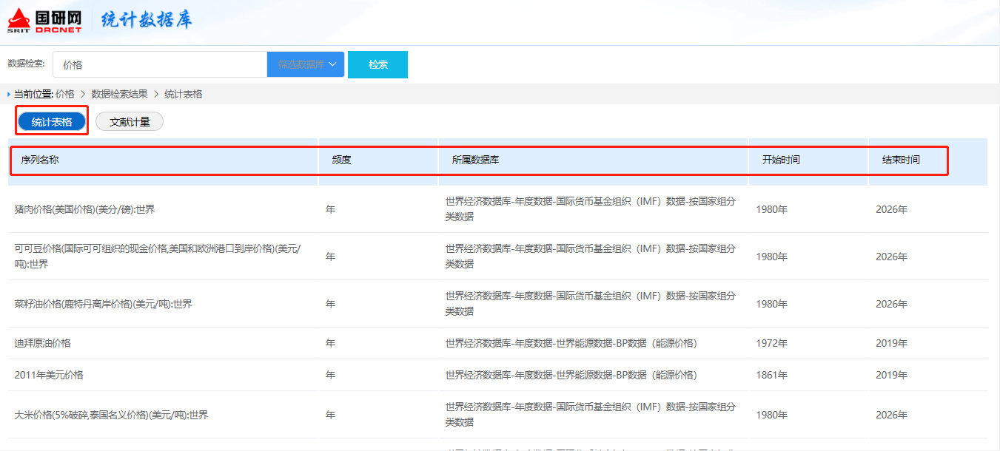 国研网 统计数据库
SRIT DRCNET
数据检索: 价格 筛选数据库 检索
当前位置: 价格 > 数据检索结果 > 统计表格
统计表格 文献计量
序列名称 频度 所属数据库 开始时间 结束时间
猪肉价格(美国价格)(美分/磅):世界 年 世界经济数据库-年度数据-国际货币基金组织（IMF）数据-按国家组分 1980年 2026年
类数据
可可豆价格(国际可可组织的现金价格,美国和欧洲港口到岸价格)(美元/ 年 世界经济数据库-年度数据-国际货币基金组织（IMF）数据-按国家组分 1980年 2026年
吨):世界 类数据
菜籽油价格(鹿特丹离岸价格)(美元/吨):世界 年 世界经济数据库-年度数据-国际货币基金组织（IMF）数据-按国家组分 1980年 2026年
类数据
迪拜原油价格 年 世界经济数据库-年度数据-世界能源数据-BP数据（能源价格） 1972年 2019年
2011年美元价格 年 世界经济数据库-年度数据-世界能源数据-BP数据（能源价格） 1861年 2019年
大米价格(5%破碎,泰国名义价格)(美元/吨):世界 年 世界经济数据库-年度数据-国际货币基金组织（IMF）数据-按国家组分 1980年 2026年
类数据